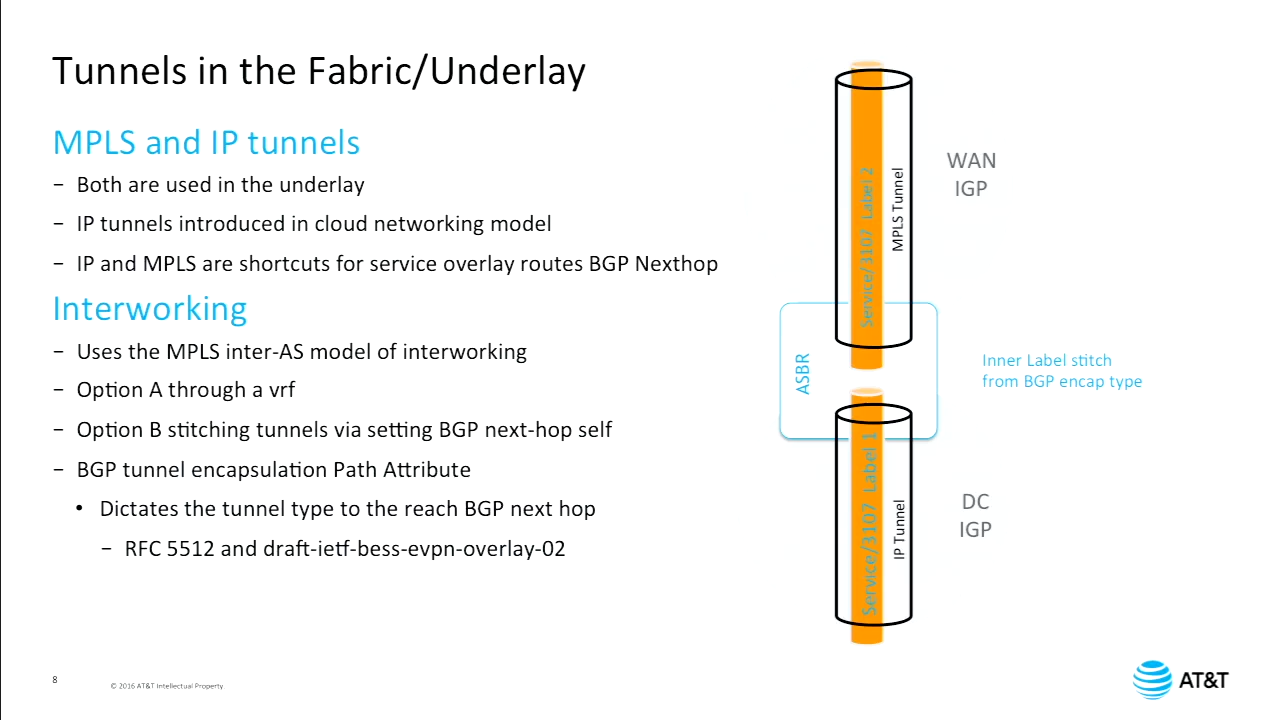 Tunnels in the Fabric/Underlay
MPLS and IP tunnels
− Both are used in the underlay
− IP tunnels introduced in cloud networking model
− IP and MPLS are shortcuts for service overlay routes BGP Nexthop
Interworking
− Uses the MPLS inter-AS model of interworking
− Option A through a vrf
− Option B stitching tunnels via setting BGP next-hop self
− BGP tunnel encapsulation Path Attribute
• Dictates the tunnel type to the reach BGP next hop
− RFC 5512 and draft-ietf-bess-evpn-overlay-02
Service/3107 Label 2
MPLS Tunnel
WAN
IGP
ASBR
Inner Label stitch
from BGP encap type
Service/3107 Label 1
IP Tunnel
DC
IGP
8
© 2016 AT&T Intellectual Property.
AT&T